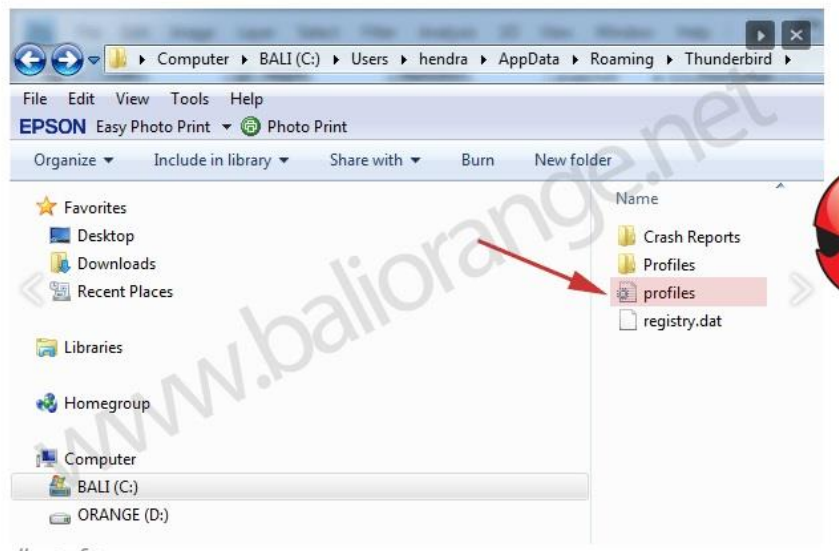 Computer BALI (C:) Users hendra AppData Roaming Thunderbird
File Edit View Tools Help
EPSON Easy Photo Print Photo Print
Organize Include in library Share with Burn New folder
Favorites
Desktop
Downloads
Recent Places
Libraries
Homegroup
Computer
BALI (C:)
ORANGE (D:)
Name
Crash Reports
Profiles
profiles
registry.dat
www.baliorange.net